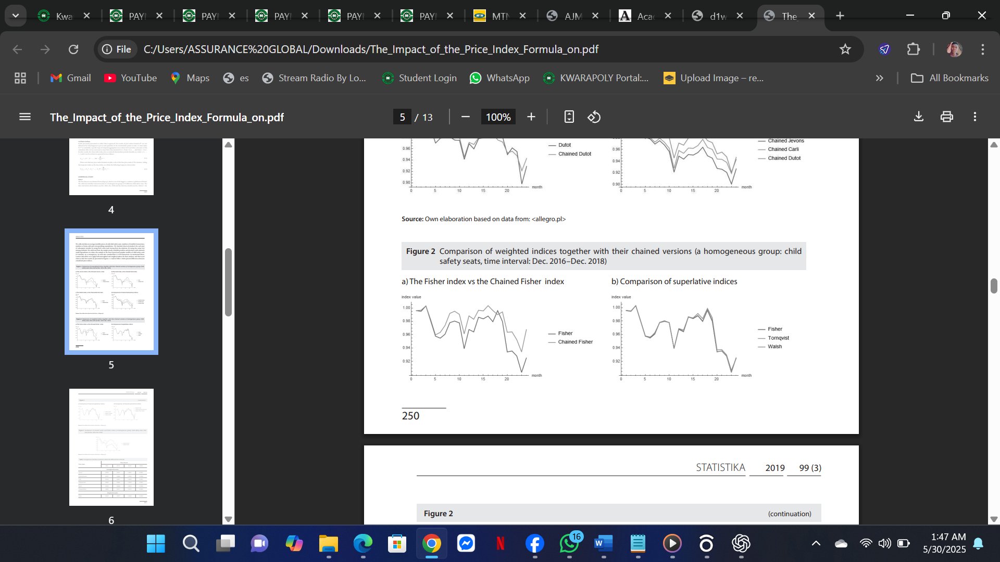 Kwa
PAYI
PAYI
PAYI
PAYI
PAYI
MTN
AJM
Aca
d1w
The_
File
C:/Users/ASSURANCE%20GLOBAL/Downloads/The_Impact_of_the_Price_Index_Formula_on.pdf
Gmail
YouTube
Maps
es
Stream Radio By Lo...
Student Login
WhatsApp
KWARAPOLY Portal:...
Upload Image – re...
All Bookmarks
The_Impact_of_the_Price_Index_Formula_on.pdf
5 / 13
100%
4
5
6
0.96
0.94
0.92
0.90
0 5 10 15 20
month
Dutot
Chained Dutot
0.96
0.94
0.92
0.90
0 5 10 15 20
month
Chained Jevons
Chained Carli
Chained Dutot
Source: Own elaboration based on data from: <allegro.pl>
Figure 2 Comparison of weighted indices together with their chained versions (a homogeneous group: child
safety seats, time interval: Dec. 2016–Dec. 2018)
a) The Fisher index vs the Chained Fisher index
index value
1.00
0.98
0.96
0.94
0.92
0 5 10 15 20
month
Fisher
Chained Fisher
b) Comparison of superlative indices
index value
1.00
0.98
0.96
0.94
0.92
0 5 10 15 20
month
Fisher
Tornqvist
Walsh
250
STATISTIKA 2019 99 (3)
Figure 2 (continuation)
16
1:47 AM
5/30/2025